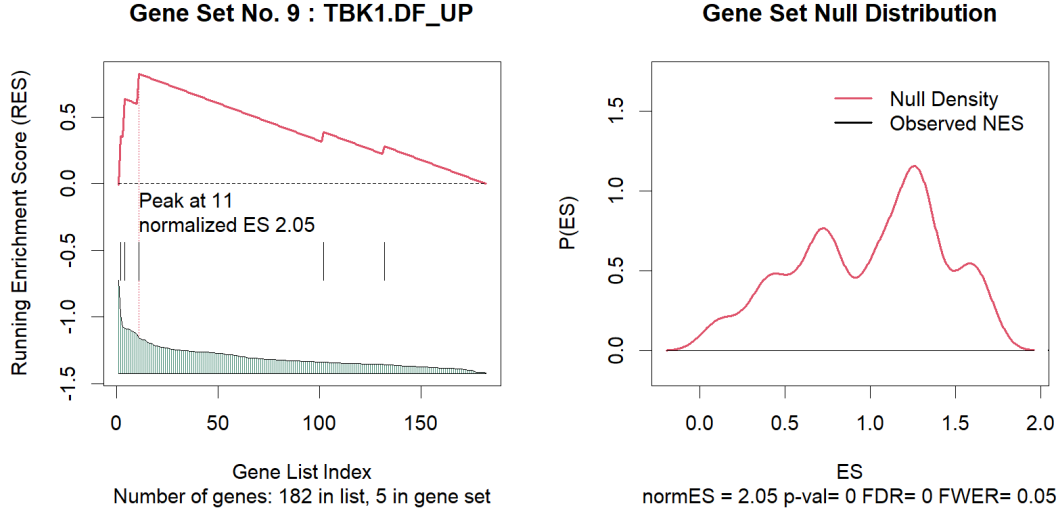 Gene Set No. 9 : TBK1.DF_UP
Running Enrichment Score (RES)
0.5
0.0
-0.5
-1.0
-1.5
Peak at 11
normalized ES 2.05
0 50 100 150
Gene List Index
Number of genes: 182 in list, 5 in gene set
Gene Set Null Distribution
P(ES)
1.5
1.0
0.5
0.0
Null Density
Observed NES
0.0 0.5 1.0 1.5 2.0
ES
normES = 2.05 p-val= 0 FDR= 0 FWER= 0.05